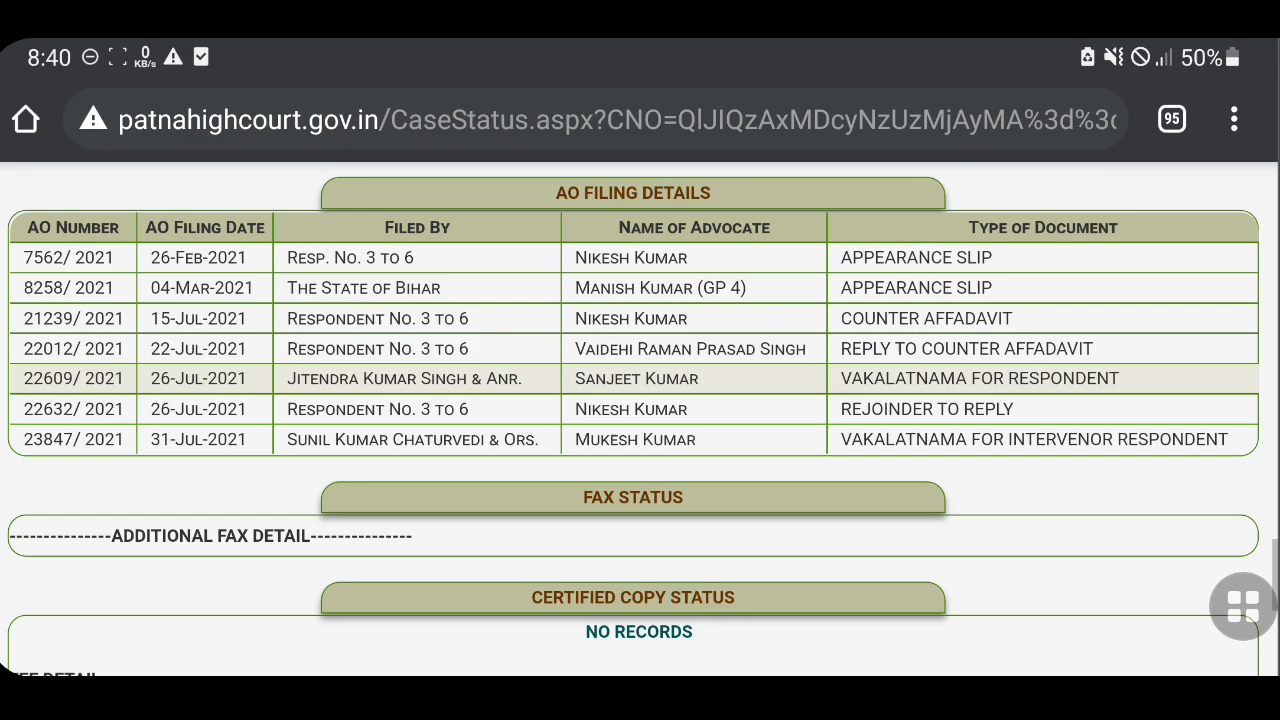 8:40 0 KB/s 50%
patnahighcourt.gov.in/CaseStatus.aspx?CNO=QlJIQzAxMDcyNzUzMjAyMA%3d%3d 95
AO FILING DETAILS
AO NUMBER AO FILING DATE FILED BY NAME OF ADVOCATE TYPE OF DOCUMENT
7562/ 2021 26-FEB-2021 RESP. NO. 3 TO 6 NIKESH KUMAR APPEARANCE SLIP
8258/ 2021 04-MAR-2021 THE STATE OF BIHAR MANISH KUMAR (GP 4) APPEARANCE SLIP
21239/ 2021 15-JUL-2021 RESPONDENT NO. 3 TO 6 NIKESH KUMAR COUNTER AFFADAVIT
22012/ 2021 22-JUL-2021 RESPONDENT NO. 3 TO 6 VAIDEHI RAMAN PRASAD SINGH REPLY TO COUNTER AFFADAVIT
22609/ 2021 26-JUL-2021 JITENDRA KUMAR SINGH & ANR. SANJEET KUMAR VAKALATNAMA FOR RESPONDENT
22632/ 2021 26-JUL-2021 RESPONDENT NO. 3 TO 6 NIKESH KUMAR REJOINDER TO REPLY
23847/ 2021 31-JUL-2021 SUNIL KUMAR CHATURVEDI & ORS. MUKESH KUMAR VAKALATNAMA FOR INTERVENOR RESPONDENT
FAX STATUS
---------------ADDITIONAL FAX DETAIL---------------
CERTIFIED COPY STATUS
NO RECORDS